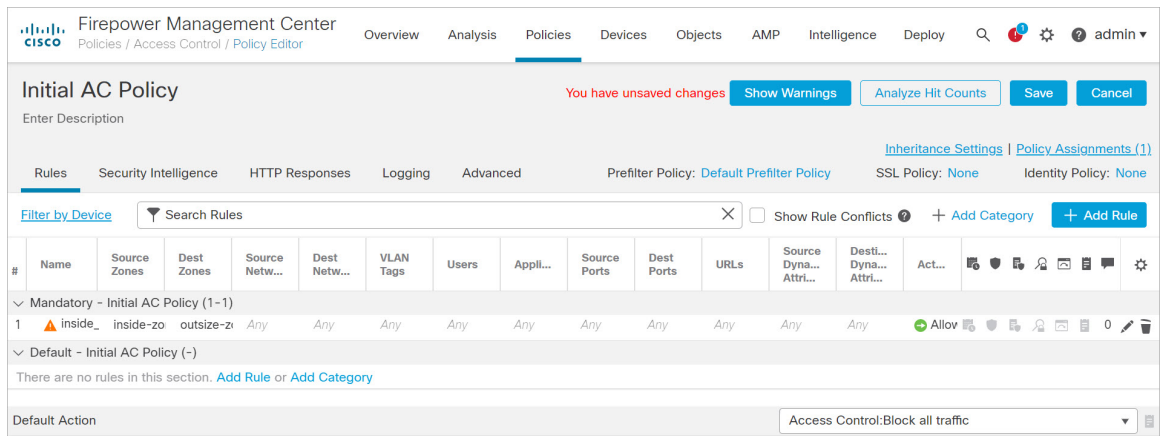 CISCO Firepower Management Center
Policies / Access Control / Policy Editor
Overview Analysis Policies Devices Objects AMP Intelligence Deploy 1 admin
Initial AC Policy
You have unsaved changes Show Warnings Analyze Hit Counts Save Cancel
Enter Description
Inheritance Settings | Policy Assignments (1)
Rules Security Intelligence HTTP Responses Logging Advanced Prefilter Policy: Default Prefilter Policy SSL Policy: None Identity Policy: None
Filter by Device Search Rules Show Rule Conflicts + Add Category + Add Rule
# Name Source Zones Dest Zones Source Netw... Dest Netw... VLAN Tags Users Appli... Source Ports Dest Ports URLs Source Dyna... Attri... Desti... Dyna... Attri... Act...
Mandatory - Initial AC Policy (1-1)
1 inside_ inside-zo outsize-z Any Any Any Any Any Any Any Any Any Any Allow 0
Default - Initial AC Policy (-)
There are no rules in this section. Add Rule or Add Category
Default Action Access Control:Block all traffic